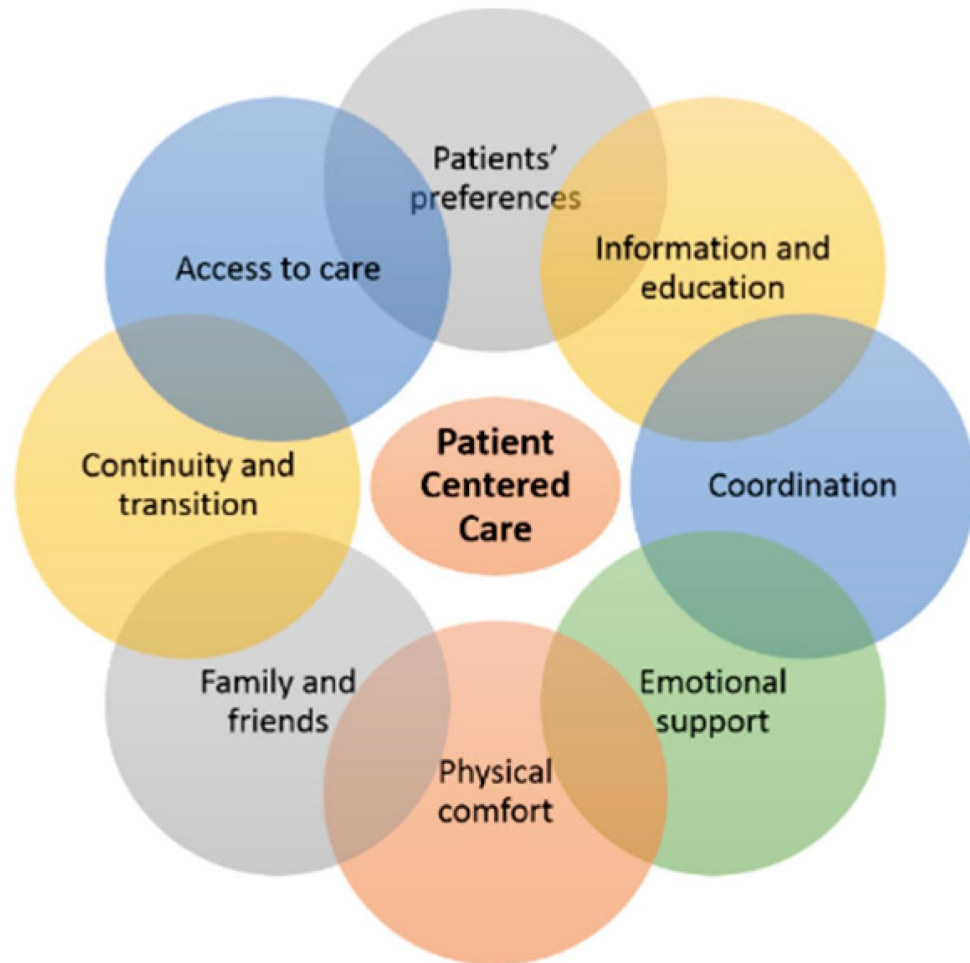 Patients’
preferences
Information and
education
Coordination
Emotional
support
Physical
comfort
Family and
friends
Continuity and
transition
Access to care
Patient
Centered
Care